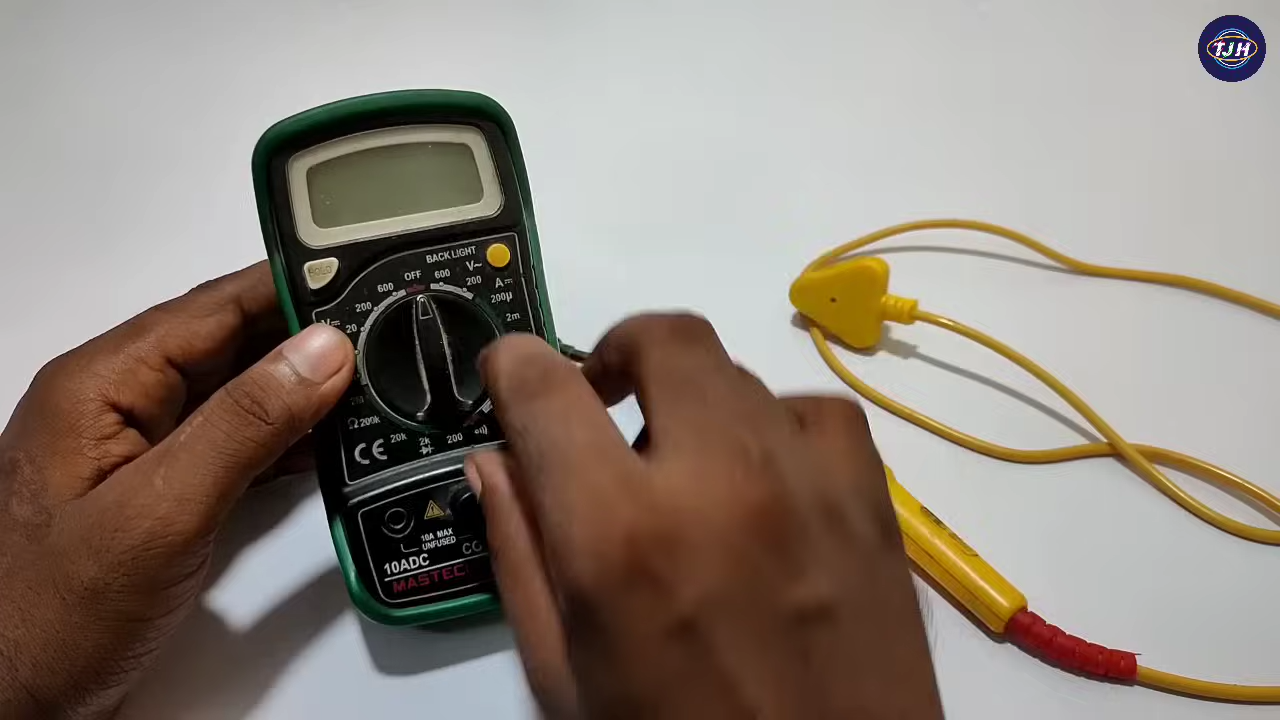 TJH
HOLD
BACK LIGHT
OFF
600
600
V~
200
200
A⎓
20
200µ
V⎓
2m
Ω 200k
20k
2k
200
CE
10A MAX
UNFUSED
10ADC